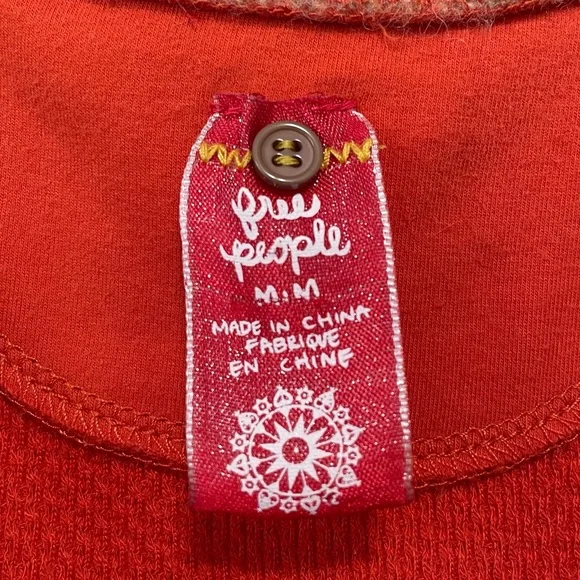 free
people
M.M
MADE IN CHINA
FABRIQUE
EN CHINE